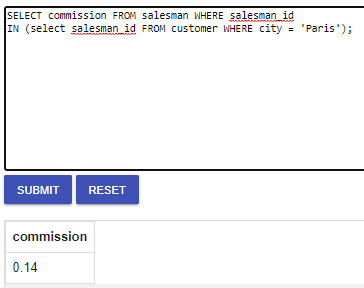 SELECT commission FROM salesman WHERE salesman_id
IN (select salesman_id FROM customer WHERE city = 'Paris');
SUBMIT RESET
commission
0.14